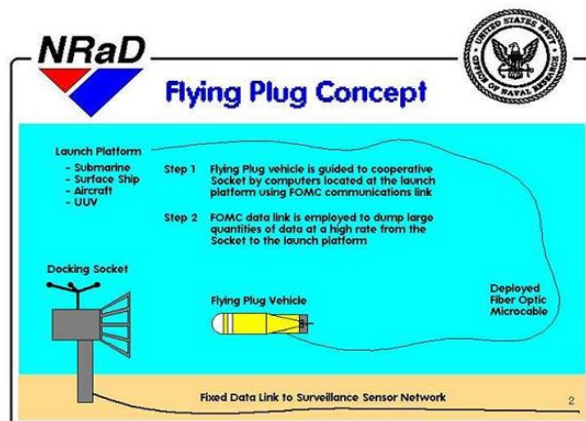 NRaD
UNITED STATES NAVY
OFFICE OF NAVAL RESEARCH
Flying Plug Concept
Launch Platform
- Submarine
- Surface Ship
- Aircraft
- UUV
Step 1 Flying Plug vehicle is guided to cooperative
Socket by computers located at the launch
platform using FOMC communications link
Step 2 FOMC data link is employed to dump large
quantities of data at a high rate from the
Socket to the launch platform
Docking Socket
Flying Plug Vehicle
Deployed
Fiber Optic
Microcable
Fixed Data Link to Surveillance Sensor Network
2